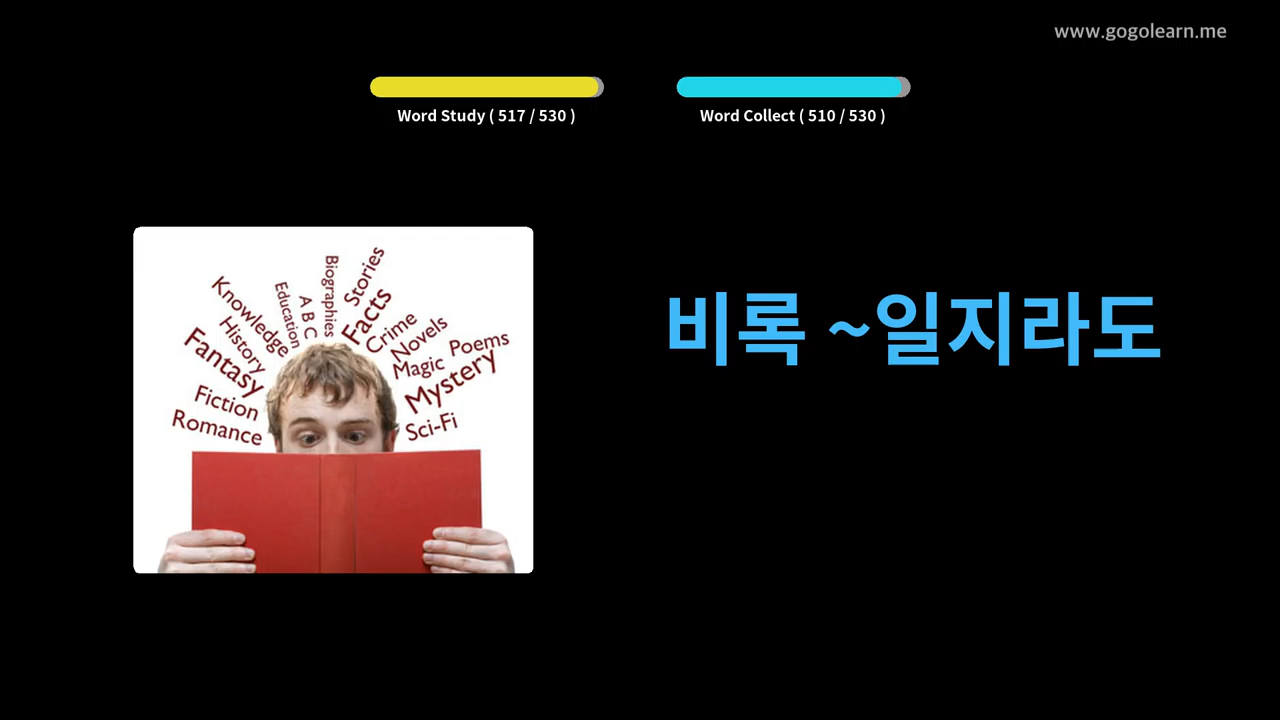 www.gogolearn.me
Word Study ( 517 / 530 )
Word Collect ( 510 / 530 )
비록 ~일지라도
Knowledge
History
Fantasy
Fiction
Romance
Education
A B C
Biographies
Stories
Facts
Crime
Novels
Magic
Poems
Mystery
Sci-Fi